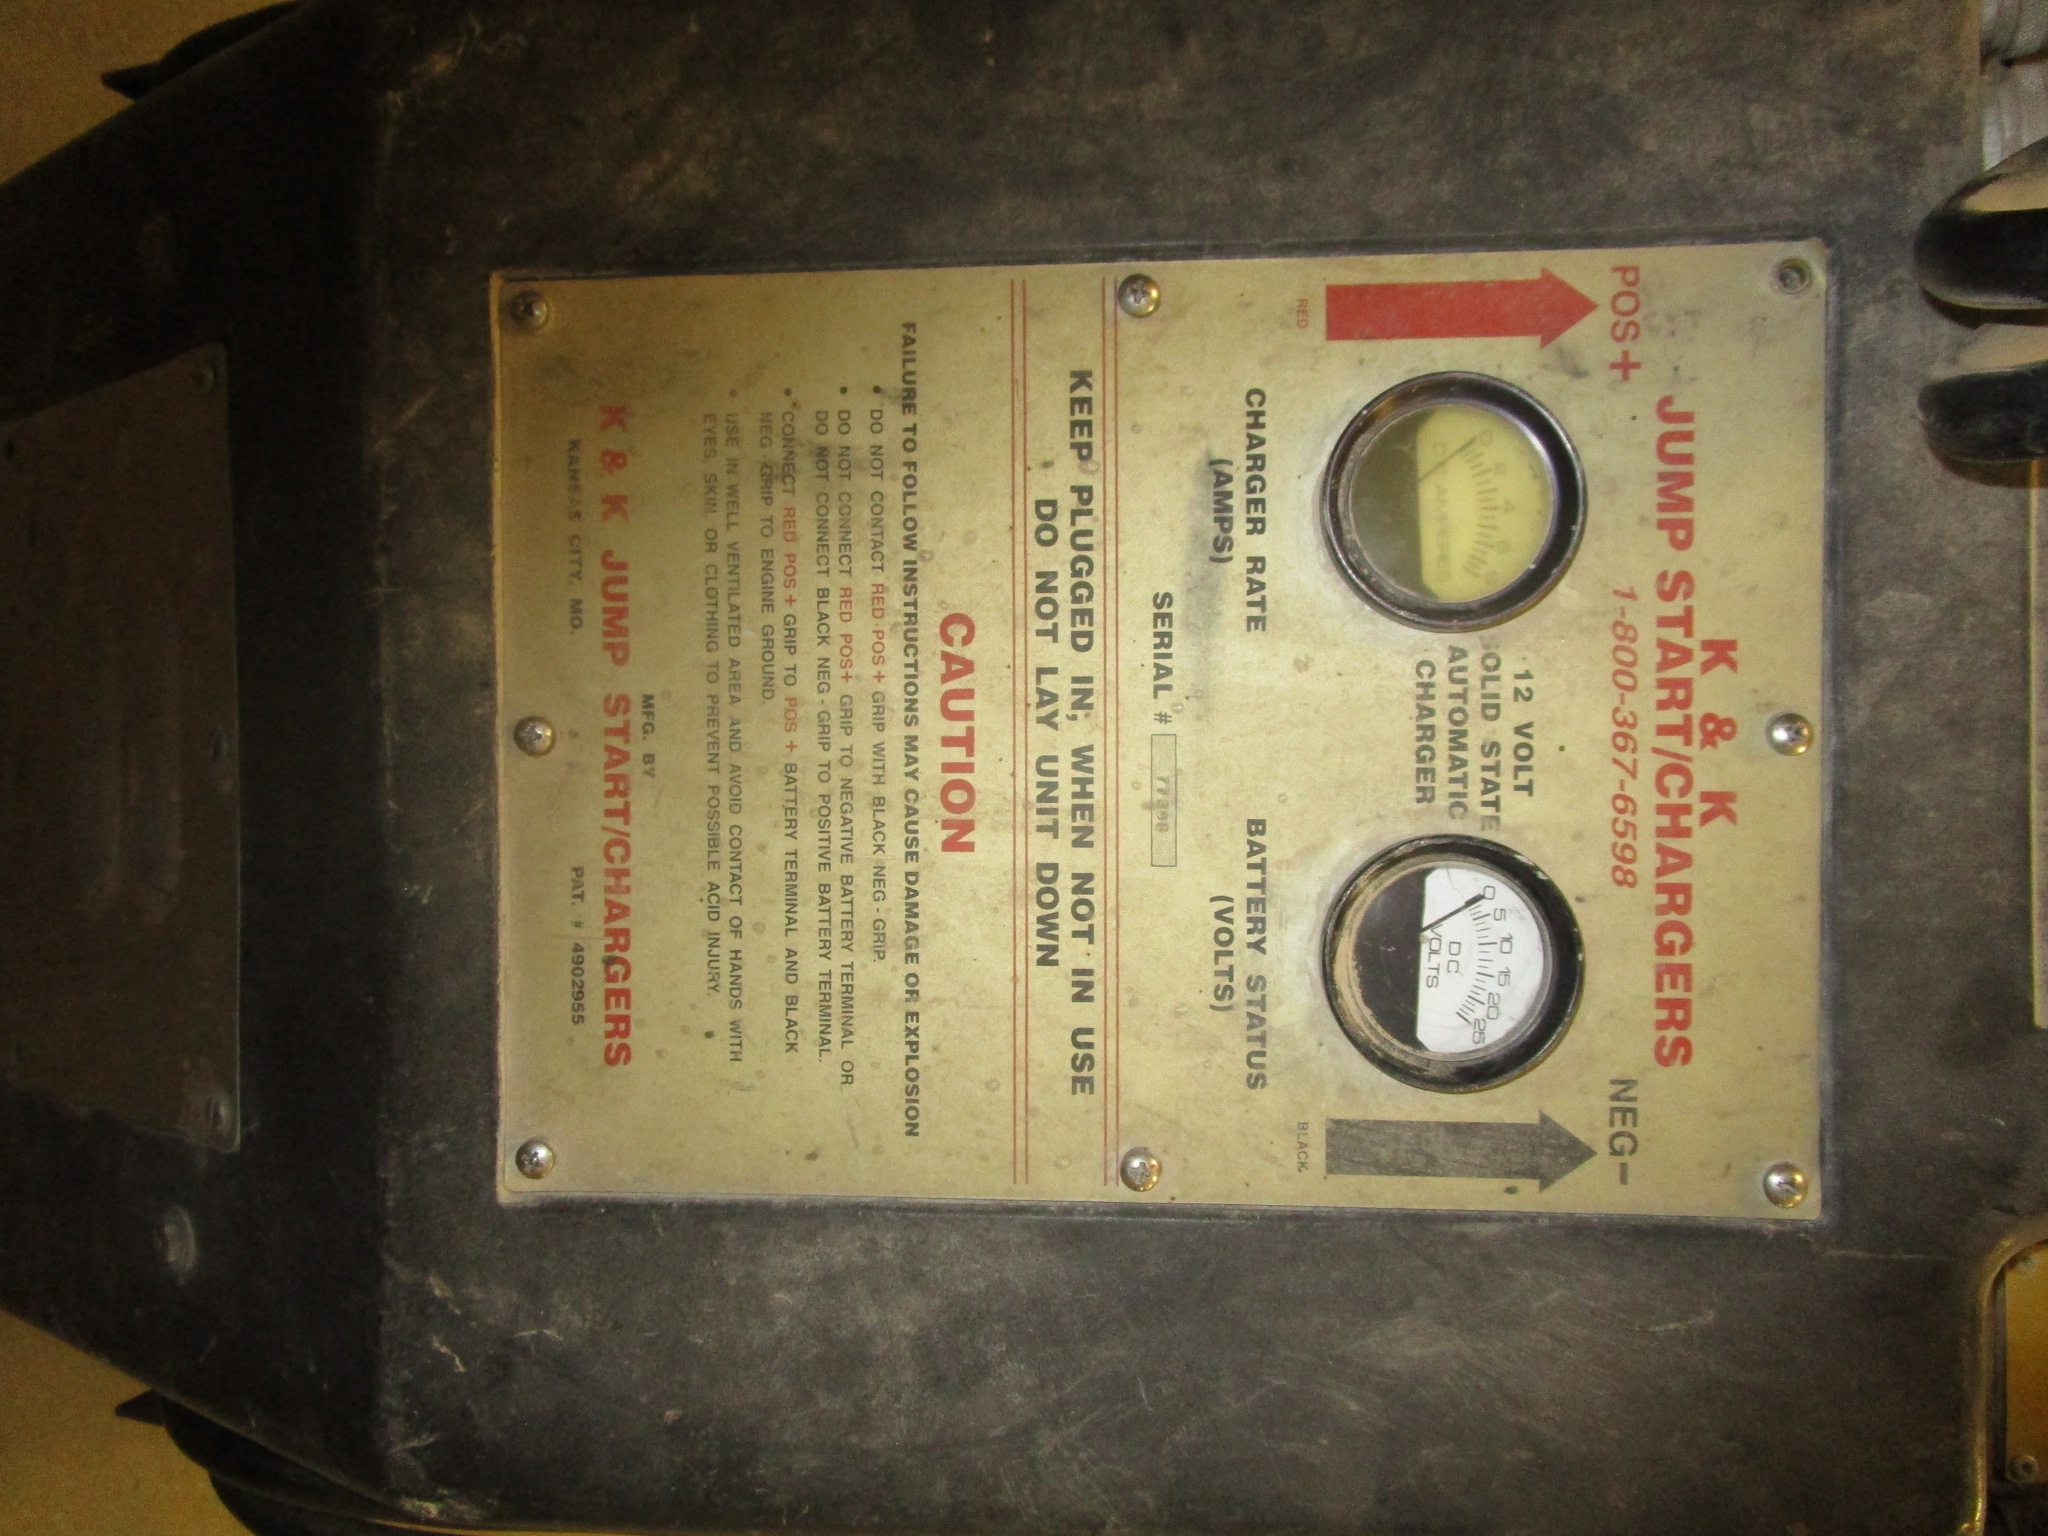 K & K
JUMP START/CHARGERS
1-800-367-6598
POS+
NEG-
RED
BLACK
12 VOLT
SOLID STATE
AUTOMATIC
CHARGER
0 5 10 15 20 25
DC
VOLTS
CHARGER RATE
(AMPS)
BATTERY STATUS
(VOLTS)
SERIAL #
KEEP PLUGGED IN, WHEN NOT IN USE
DO NOT LAY UNIT DOWN
CAUTION
FAILURE TO FOLLOW INSTRUCTIONS MAY CAUSE DAMAGE OR EXPLOSION
• DO NOT CONTACT RED POS + GRIP WITH BLACK NEG - GRIP.
• DO NOT CONNECT RED POS + GRIP TO NEGATIVE BATTERY TERMINAL OR
DO NOT CONNECT BLACK NEG - GRIP TO POSITIVE BATTERY TERMINAL.
• CONNECT RED POS + GRIP TO POS + BATTERY TERMINAL AND BLACK
NEG - GRIP TO ENGINE GROUND.
• USE IN WELL VENTILATED AREA AND AVOID CONTACT OF HANDS WITH
EYES, SKIN, OR CLOTHING TO PREVENT POSSIBLE ACID INJURY.
MFG. BY
K & K JUMP START/CHARGERS
KANSAS CITY, MO.
PAT. # 4902955